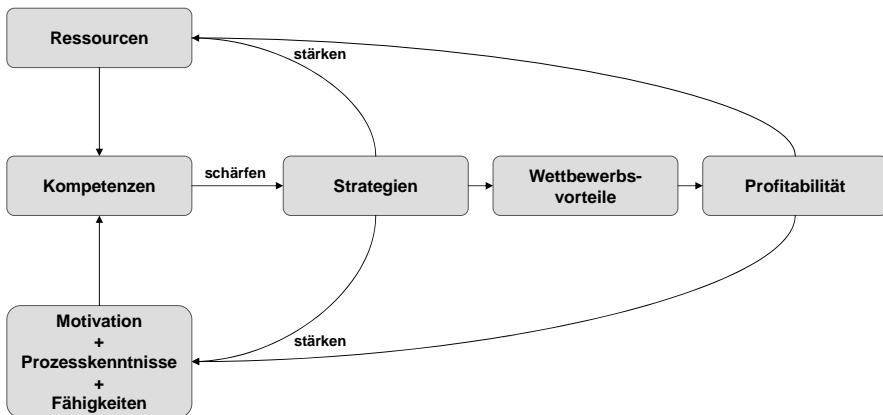 Ressourcen
stärken
Kompetenzen
schärfen
Strategien
Wettbewerbs-
vorteile
Profitabilität
Motivation
+
Prozesskenntnisse
+
Fähigkeiten
stärken